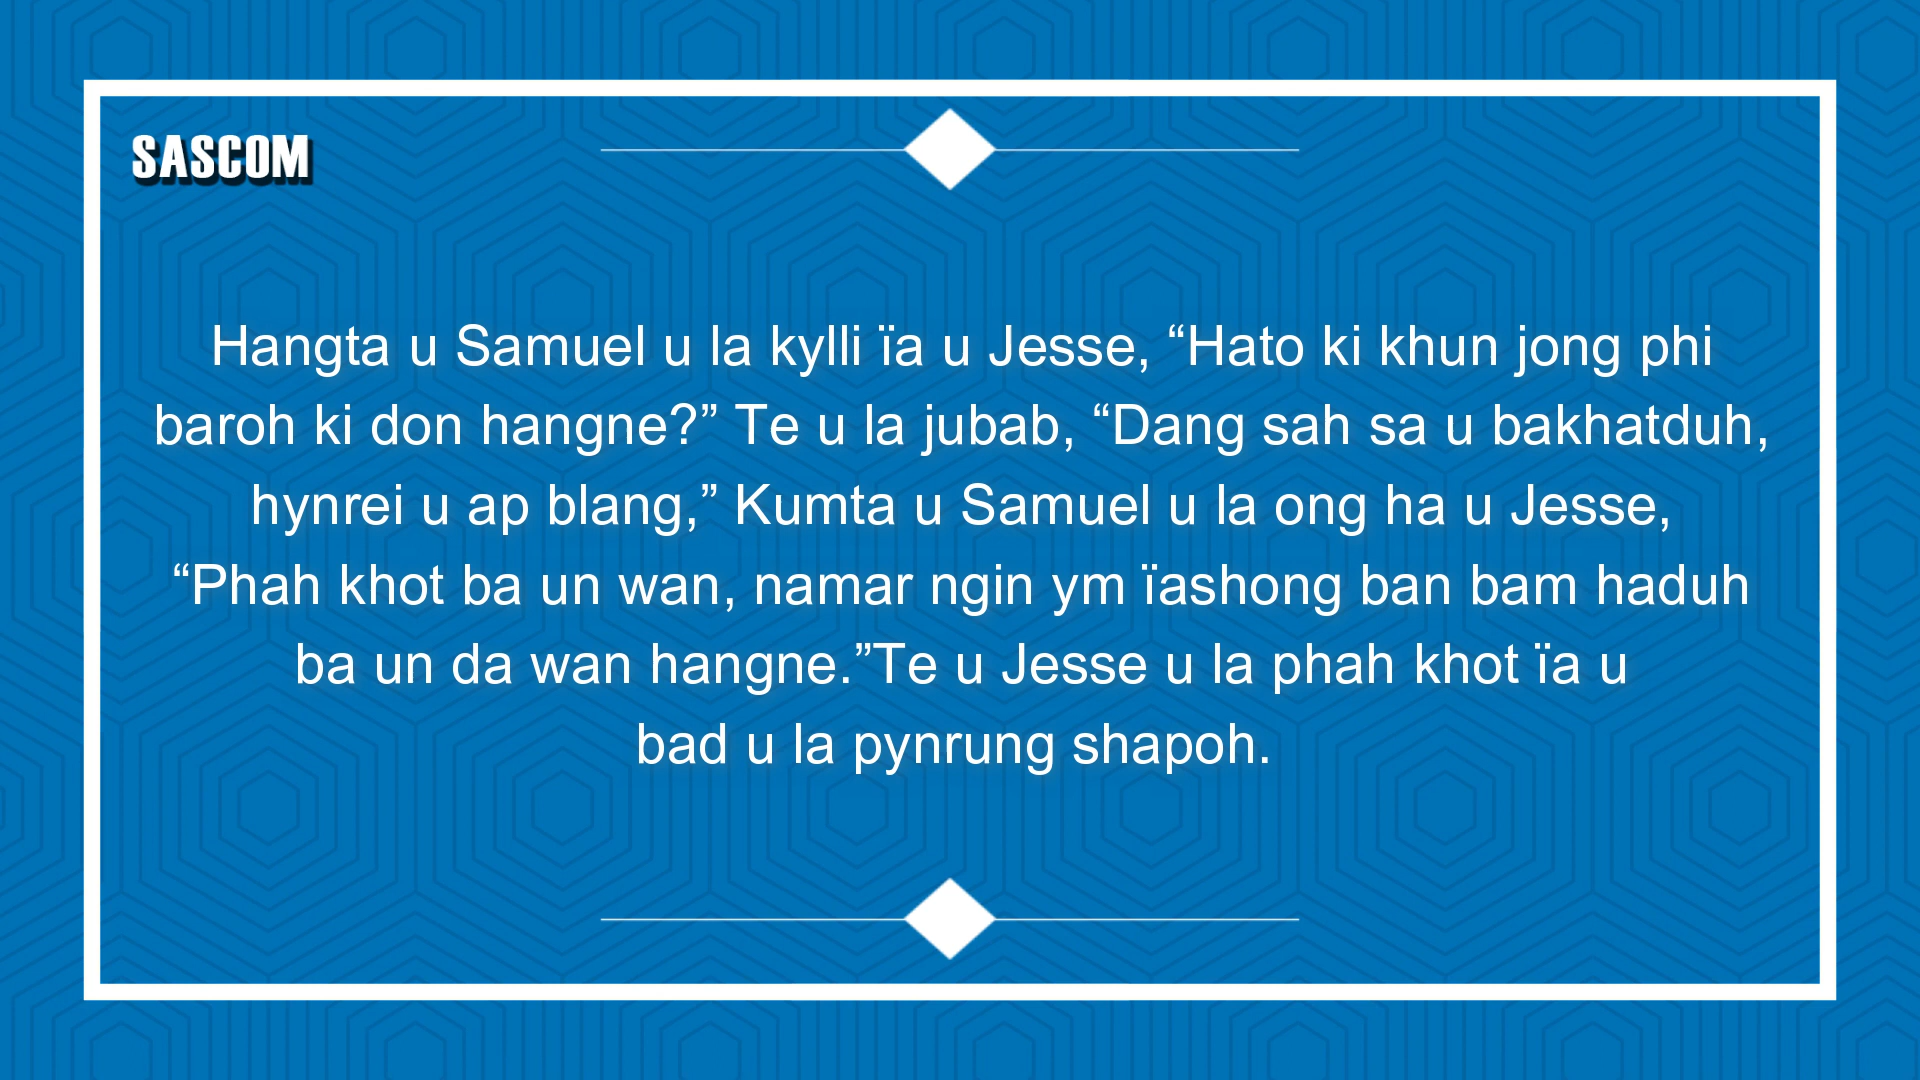 SASCOM
Hangta u Samuel u la kylli ïa u Jesse, “Hato ki khun jong phi
baroh ki don hangne?” Te u la jubab, “Dang sah sa u bakhatduh,
hynrei u ap blang,” Kumta u Samuel u la ong ha u Jesse,
“Phah khot ba un wan, namar ngin ym ïashong ban bam haduh
ba un da wan hangne.”Te u Jesse u la phah khot ïa u
bad u la pynrung shapoh.